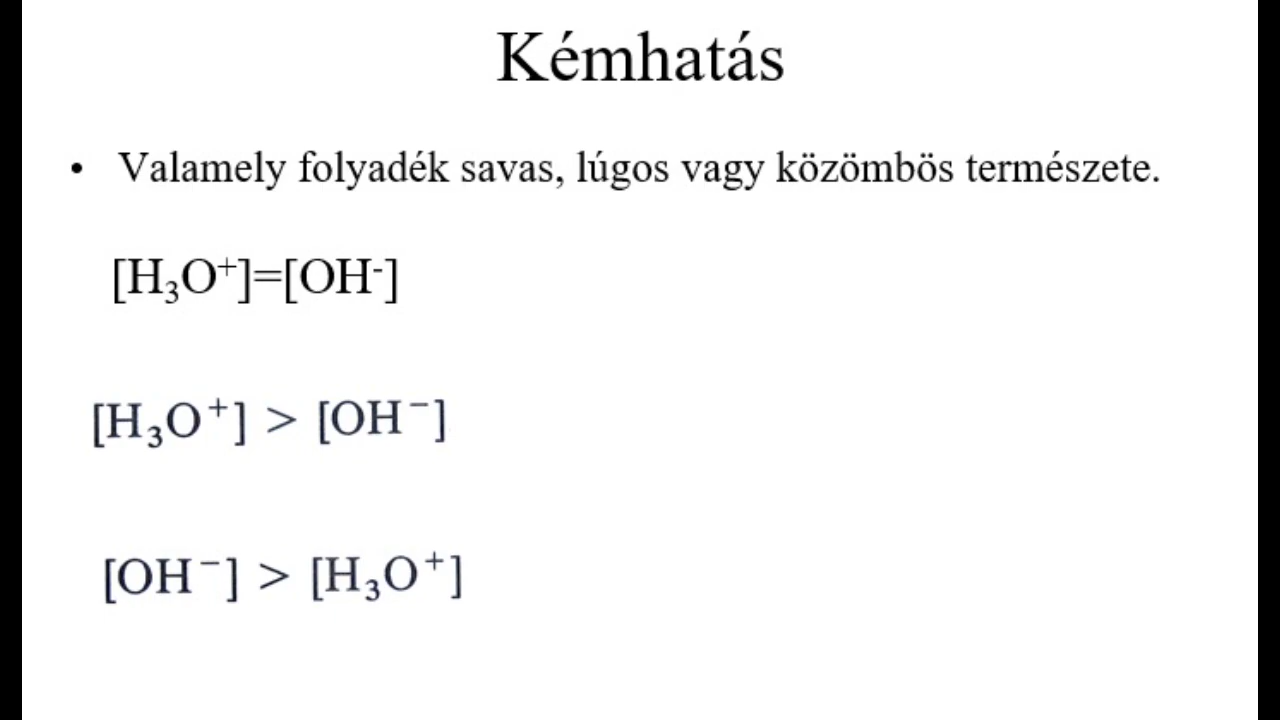 Kémhatás
• Valamely folyadék savas, lúgos vagy közömbös természete.
[H₃O⁺]=[OH⁻]
[H₃O⁺] > [OH⁻]
[OH⁻] > [H₃O⁺]